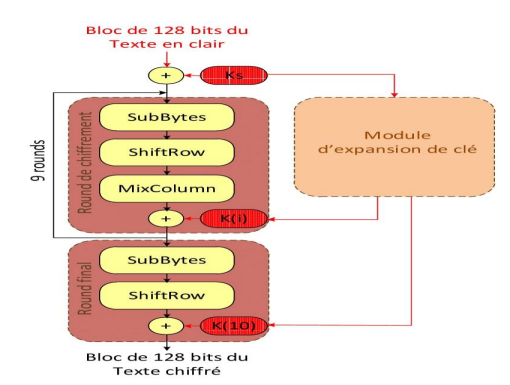 Bloc de 128 bits du
Texte en clair
+
Ks
SubBytes
ShiftRow
MixColumn
+
K(i)
Round de chiffrement
9 rounds
Module
d'expansion de clé
SubBytes
ShiftRow
+
K(10)
Round final
Bloc de 128 bits du
Texte chiffré